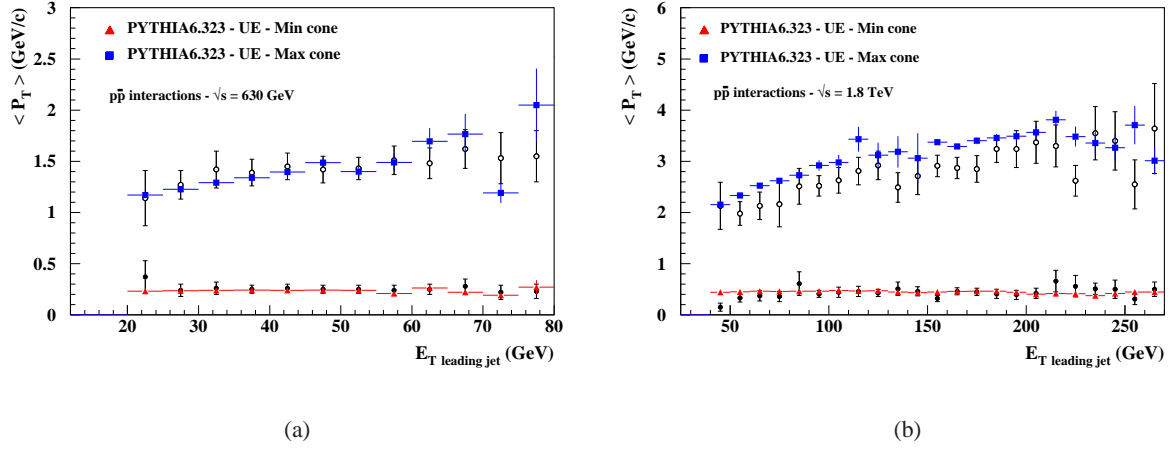 < P_T > (GeV/c)
3
2.5
2
1.5
1
0.5
0
PYTHIA6.323 - UE - Min cone
PYTHIA6.323 - UE - Max cone
pp̄ interactions - √s = 630 GeV
20 30 40 50 60 70 80
E_T leading jet (GeV)
(a)
< P_T > (GeV/c)
6
5
4
3
2
1
0
PYTHIA6.323 - UE - Min cone
PYTHIA6.323 - UE - Max cone
pp̄ interactions - √s = 1.8 TeV
50 100 150 200 250
E_T leading jet (GeV)
(b)